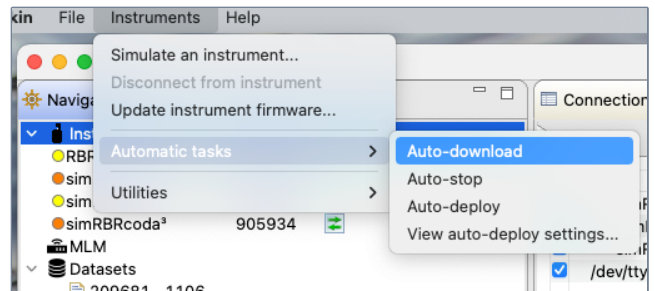 kin File Instruments Help
Simulate an instrument...
Disconnect from instrument
Update instrument firmware...
Automatic tasks
Utilities
Auto-download
Auto-stop
Auto-deploy
View auto-deploy settings...
Naviga
Inst
RBR
sim
sim
simRBRcoda³ 905934
MLM
Datasets
209681 1106
Connection
/dev/tty